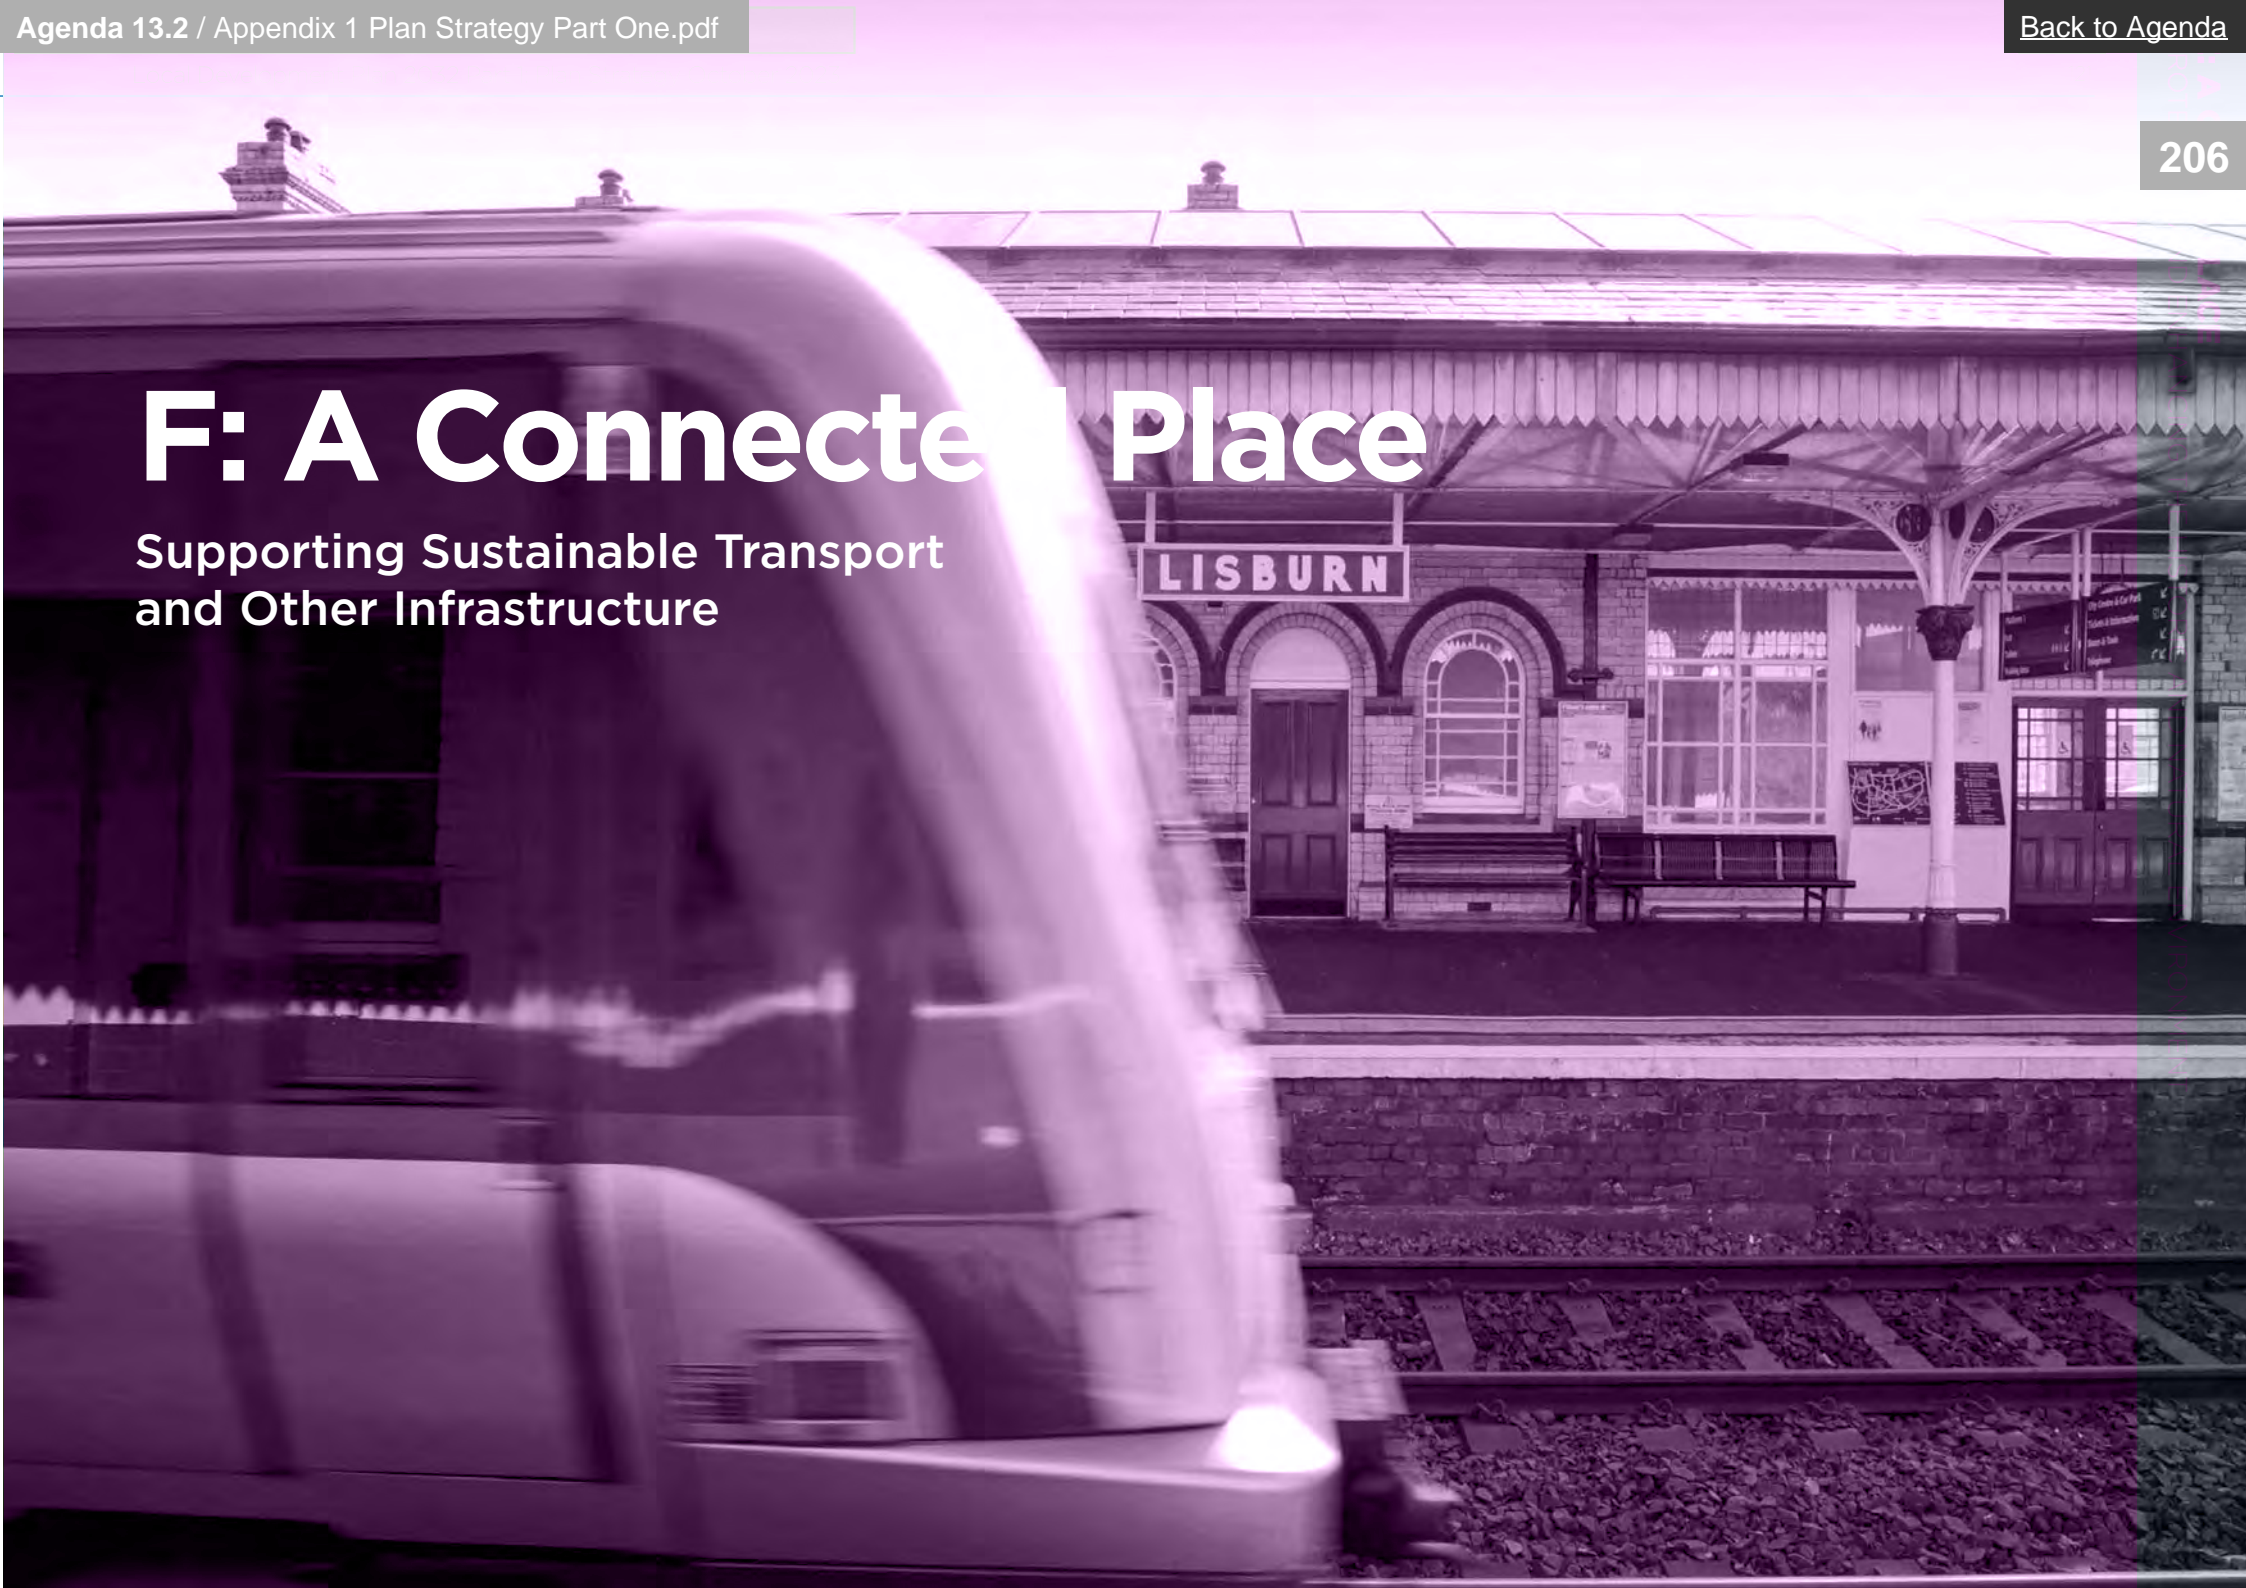 Agenda 13.2 / Appendix 1 Plan Strategy Part One.pdf
Back to Agenda
206
F: A Connected Place
Supporting Sustainable Transport
and Other Infrastructure
LISBURN